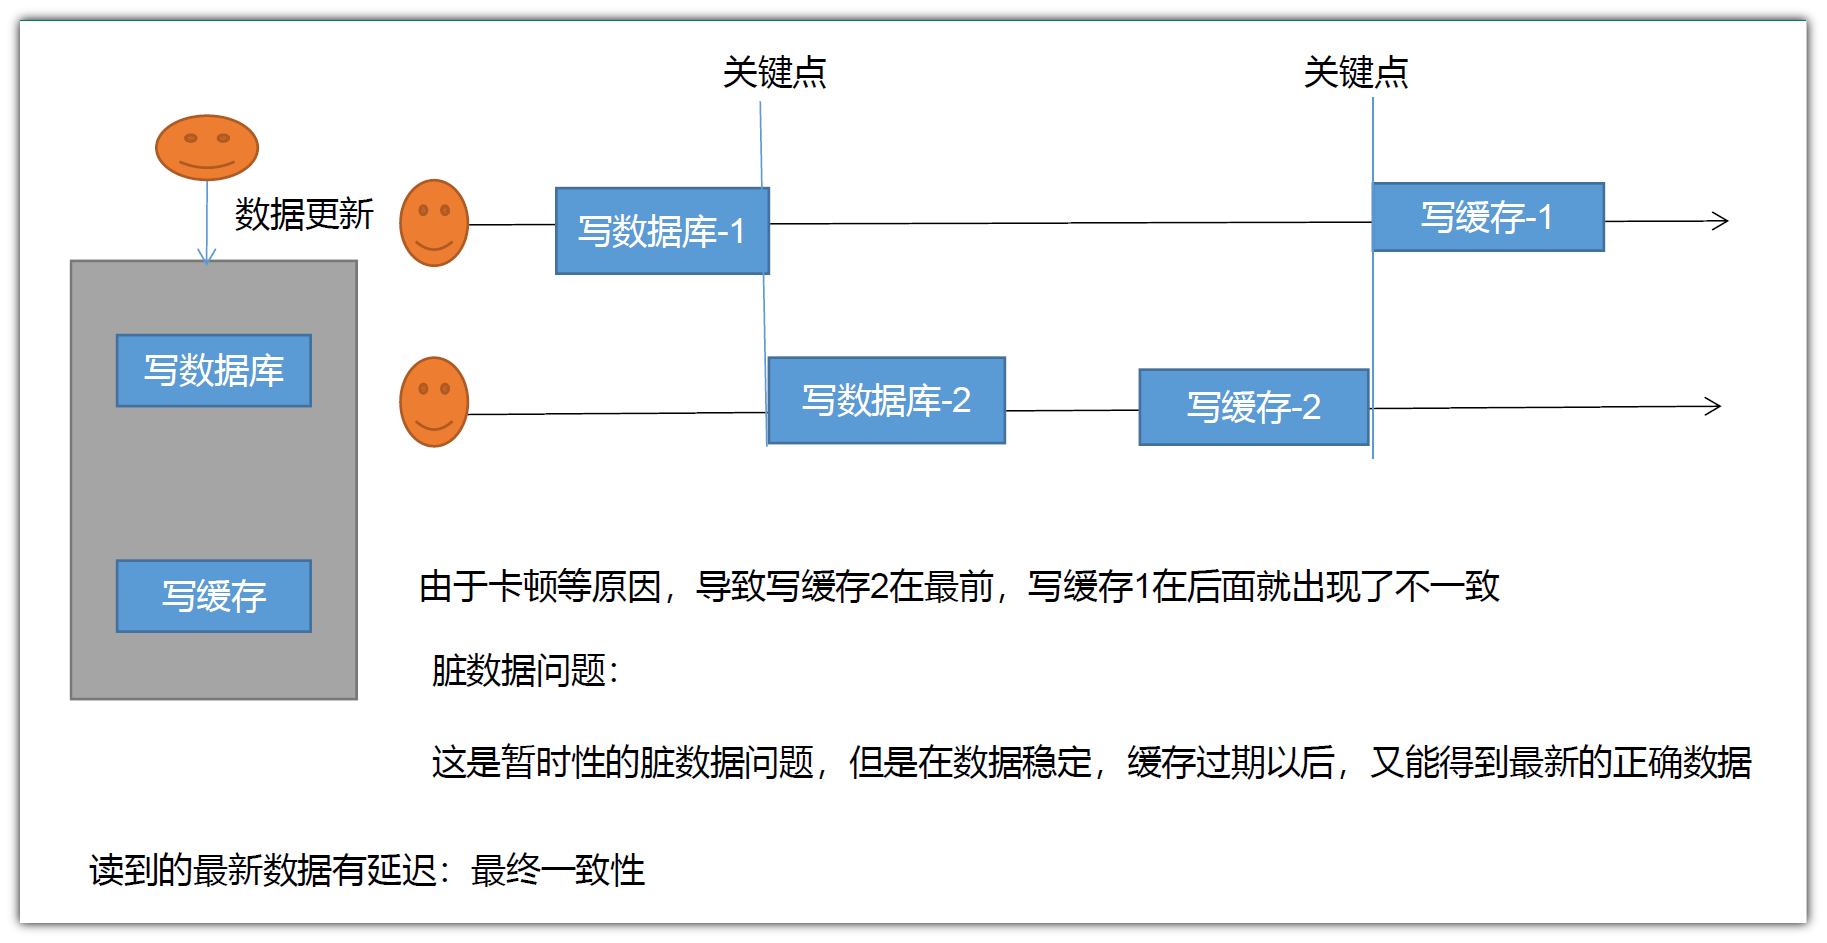 关键点
关键点
数据更新
写数据库-1
写缓存-1
写数据库
写数据库-2
写缓存-2
写缓存
由于卡顿等原因，导致写缓存2在最前，写缓存1在后面就出现了不一致
脏数据问题：
这是暂时性的脏数据问题，但是在数据稳定，缓存过期以后，又能得到最新的正确数据
读到的最新数据有延迟：最终一致性